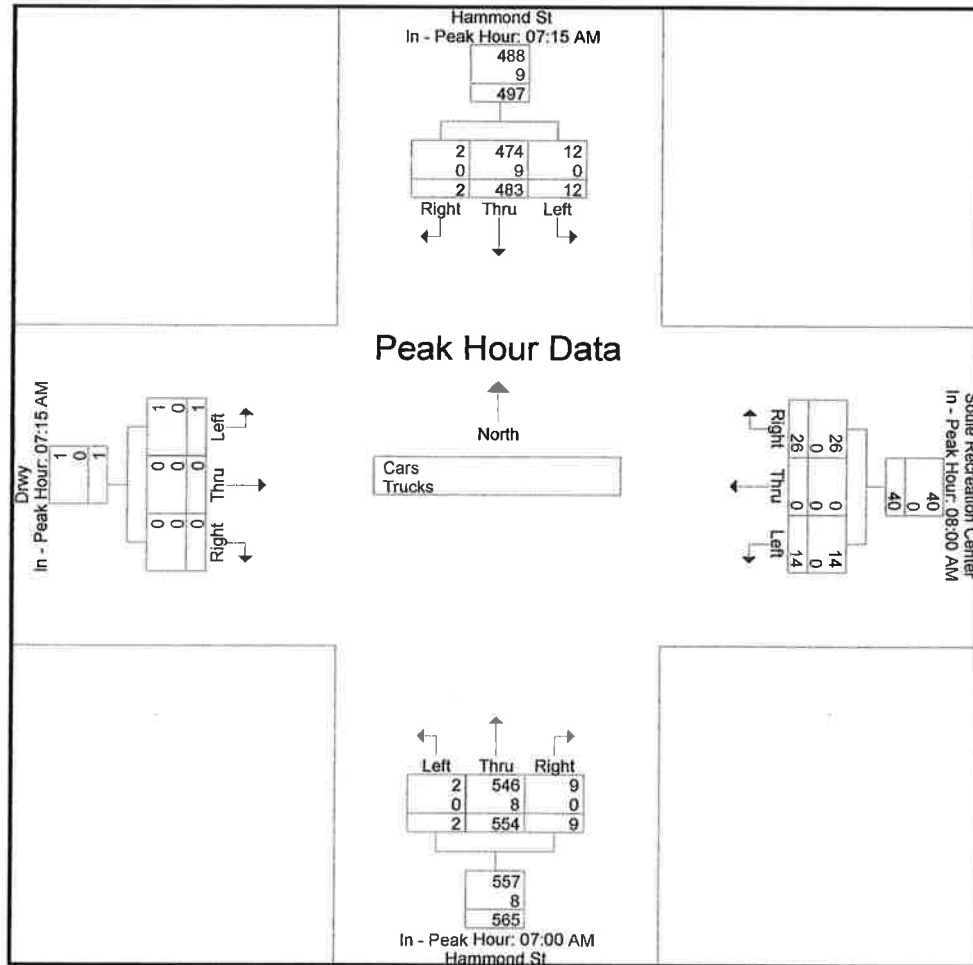 Hammond St
In - Peak Hour: 07:15 AM
488
9
497
2 474 12
0 9 0
2 483 12
Right Thru Left
Peak Hour Data
North
Cars
Trucks
Drwy
In - Peak Hour: 07:15 AM
1
0
1
1 0 1
0 0 0
0 0 0
Left Thru Right
Right Thru Left
26 0 14
0 0 0
26 0 14
40
0
40
Soule Recreation Center
In - Peak Hour: 08:00 AM
Left Thru Right
2 546 9
0 8 0
2 554 9
557
8
565
In - Peak Hour: 07:00 AM
Hammond St